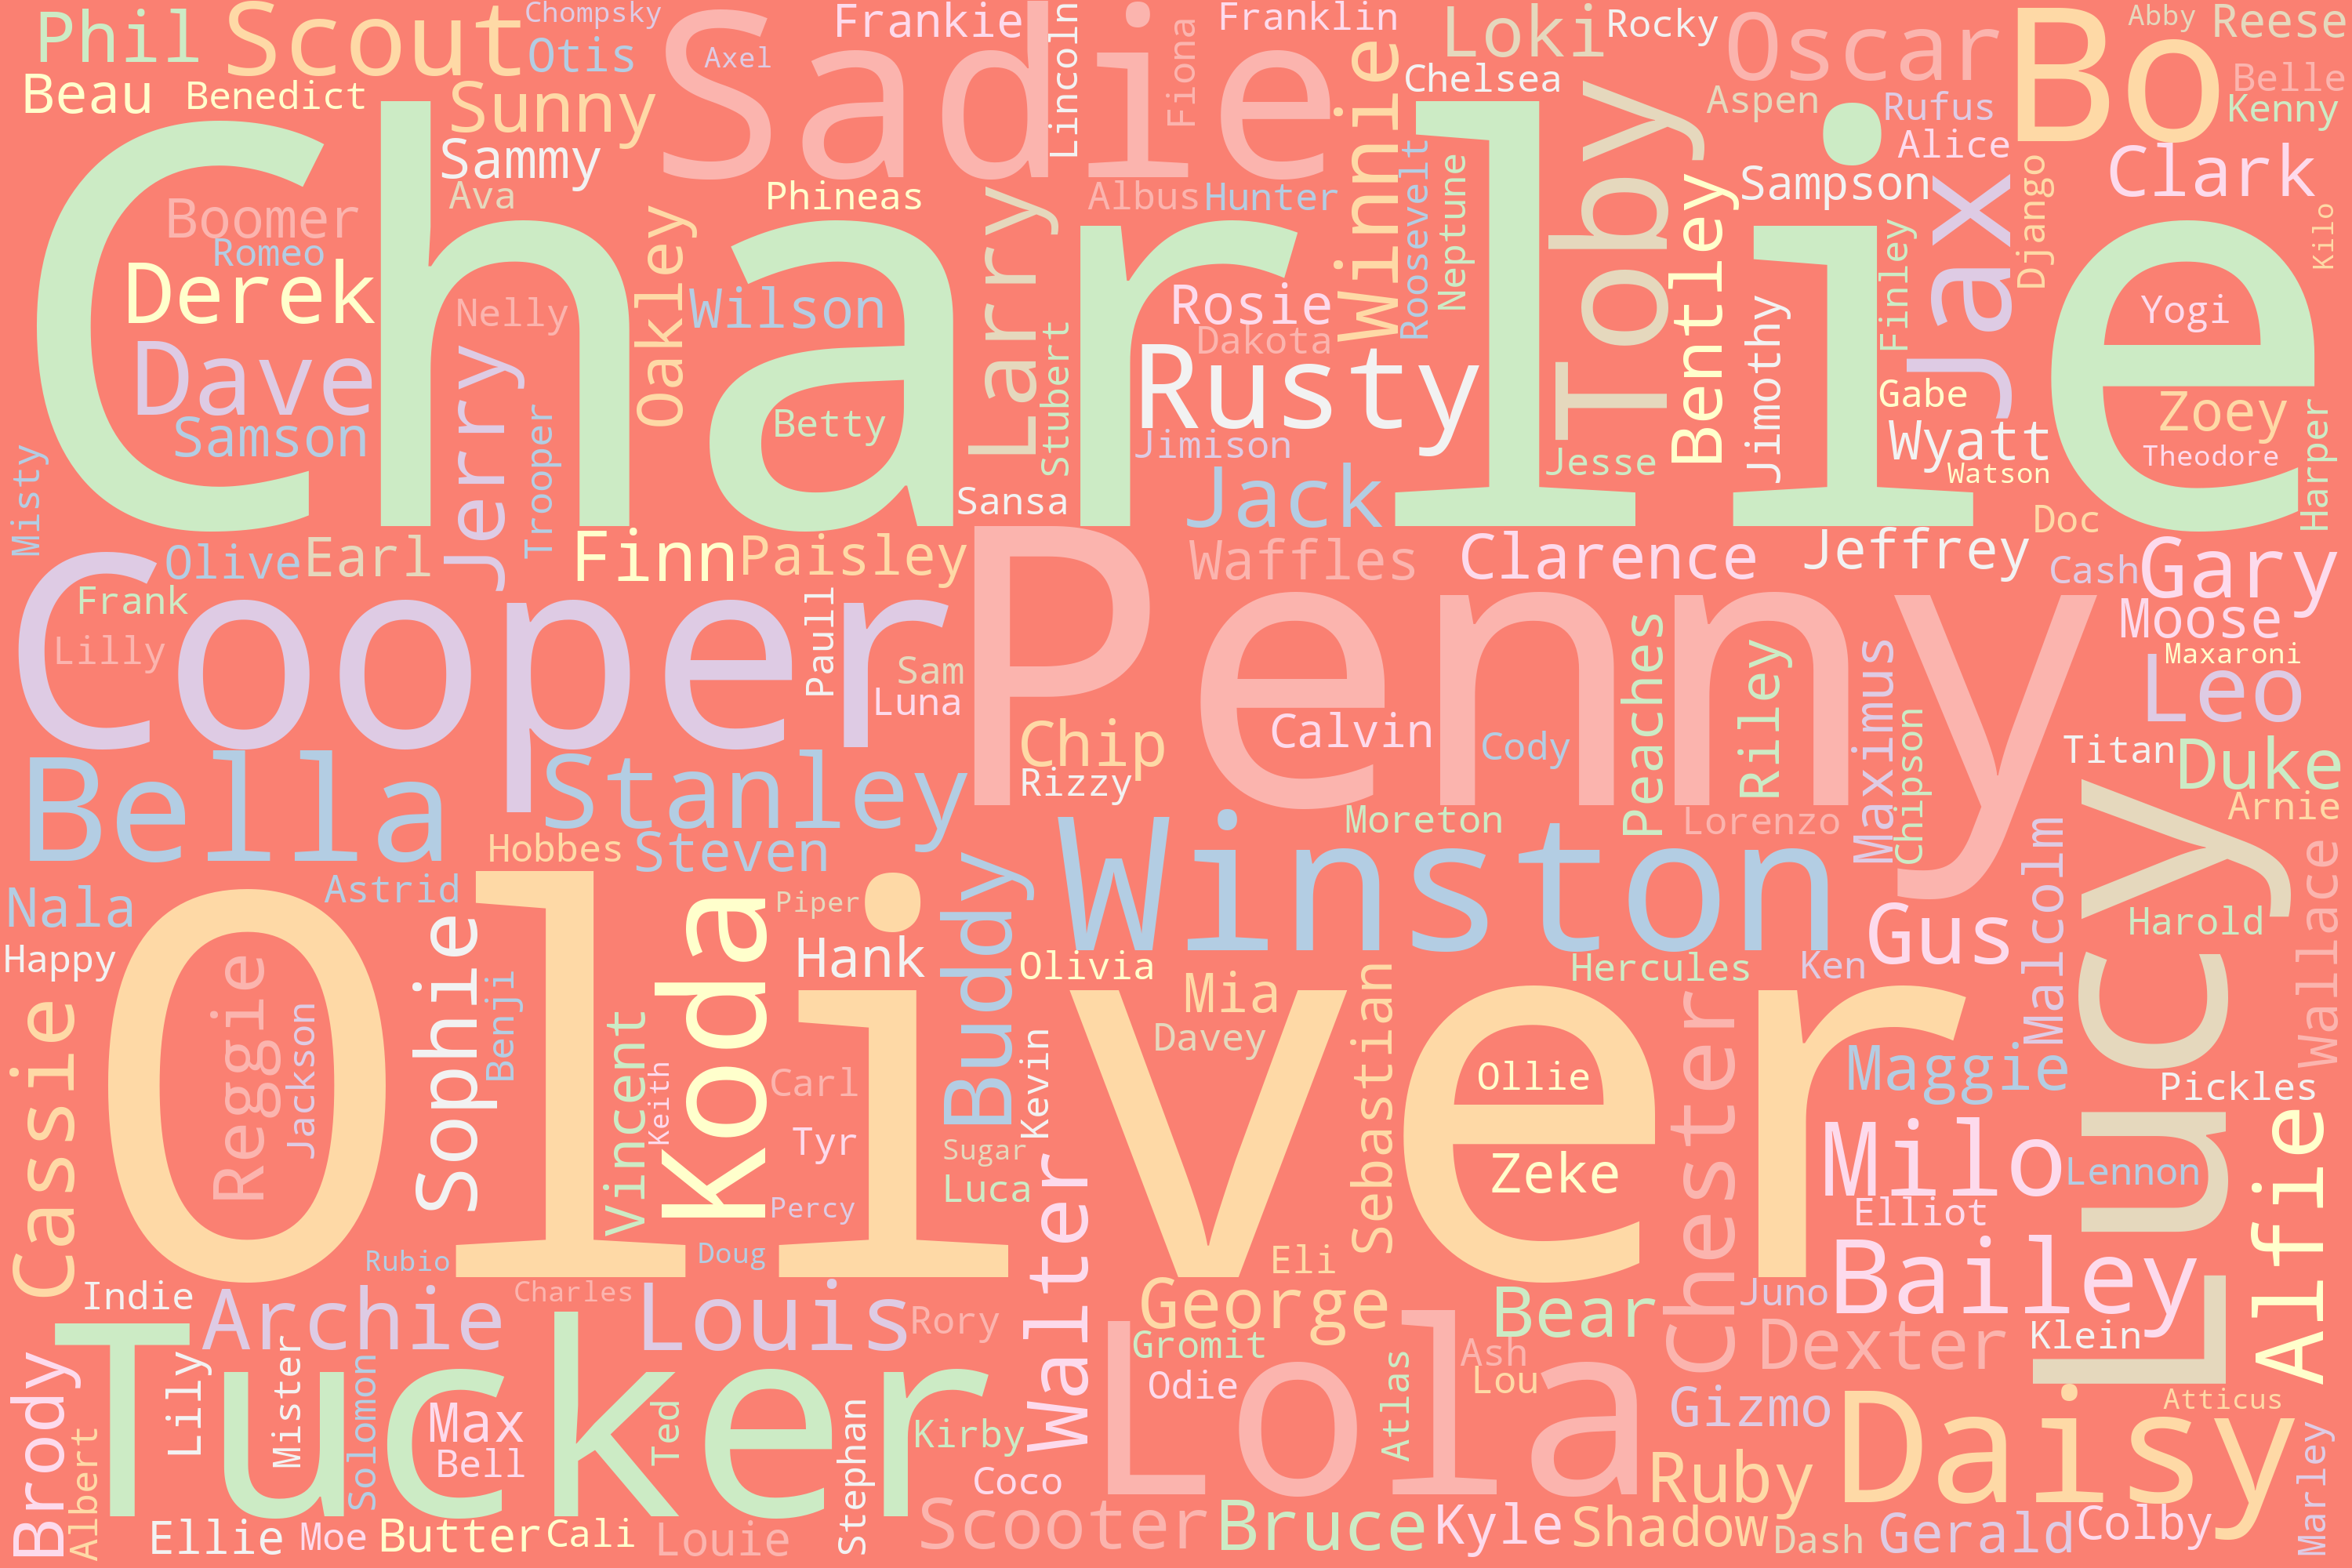 Phil
Scout
Chompsky
Otis
Sadie
Axel
Frankie
Lincoln
Fiona
Franklin
Winnie
Loki
Rocky
Oscar
Bo
Abby
Reese
Beau
Benedict
Sunny
Chelsea
Aspen
Rufus
Belle
Kenny
Charlie
Sammy
Ava
Phineas
Albus
Hunter
Roosevelt
Neptune
Toby
Bentley
Sampson
Alice
Jax
Django
Clark
Kilo
Boomer
Romeo
Derek
Nelly
Oakley
Wilson
Larry
Stubert
Rosie
Dakota
Rusty
Jimothy
Finley
Yogi
Dave
Samson
Jerry
Trooper
Betty
Jimison
Jesse
Gabe
Wyatt
Watson
Zoey
Theodore
Harper
Misty
Sansa
Jack
Doc
Olive
Earl
Finn
Paisley
Penny
Waffles
Clarence
Jeffrey
Cash
Gary
Frank
Lilly
Cooper
Paull
Sam
Luna
Moose
Maxaroni
Leo
Chip
Rizzy
Calvin
Cody
Peaches
Riley
Maximus
Chipson
Titan
Duke
Arnie
Bella
Stanley
Hobbes
Steven
Moreton
Lorenzo
Winston
Malcolm
Lucy
Wallace
Nala
Astrid
Happy
Sophie
Piper
Hank
Buddy
Olivia
Mia
Davey
Hercules
Ken
Gus
Harold
Cassie
Oliver
Reggie
Jackson
Benji
Vincent
Keith
Koda
Carl
Tyr
Percy
Kevin
Sugar
Luca
Sebastian
Ollie
Zeke
Chester
Maggie
Pickles
Milo
Lennon
Elliot
Alfie
Rubio
Doug
Walter
Eli
Indie
Archie
Charles
Louis
Rory
George
Gromit
Odie
Bear
Ash
Lou
Juno
Bailey
Dexter
Klein
Brody
Tucker
Albert
Lily
Mister
Solomon
Max
Bell
Ted
Stephan
Kirby
Coco
Lola
Atlas
Gizmo
Ruby
Daisy
Atticus
Marley
Ellie
Moe
Butter
Cali
Louie
Scooter
Bruce
Kyle
Shadow
Dash
Gerald
Colby